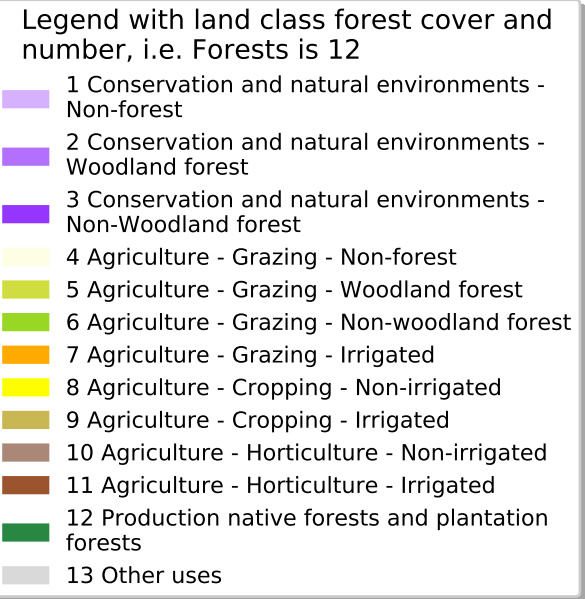 Legend with land class forest cover and
number, i.e. Forests is 12
1 Conservation and natural environments -
Non-forest
2 Conservation and natural environments -
Woodland forest
3 Conservation and natural environments -
Non-Woodland forest
4 Agriculture - Grazing - Non-forest
5 Agriculture - Grazing - Woodland forest
6 Agriculture - Grazing - Non-woodland forest
7 Agriculture - Grazing - Irrigated
8 Agriculture - Cropping - Non-irrigated
9 Agriculture - Cropping - Irrigated
10 Agriculture - Horticulture - Non-irrigated
11 Agriculture - Horticulture - Irrigated
12 Production native forests and plantation
forests
13 Other uses